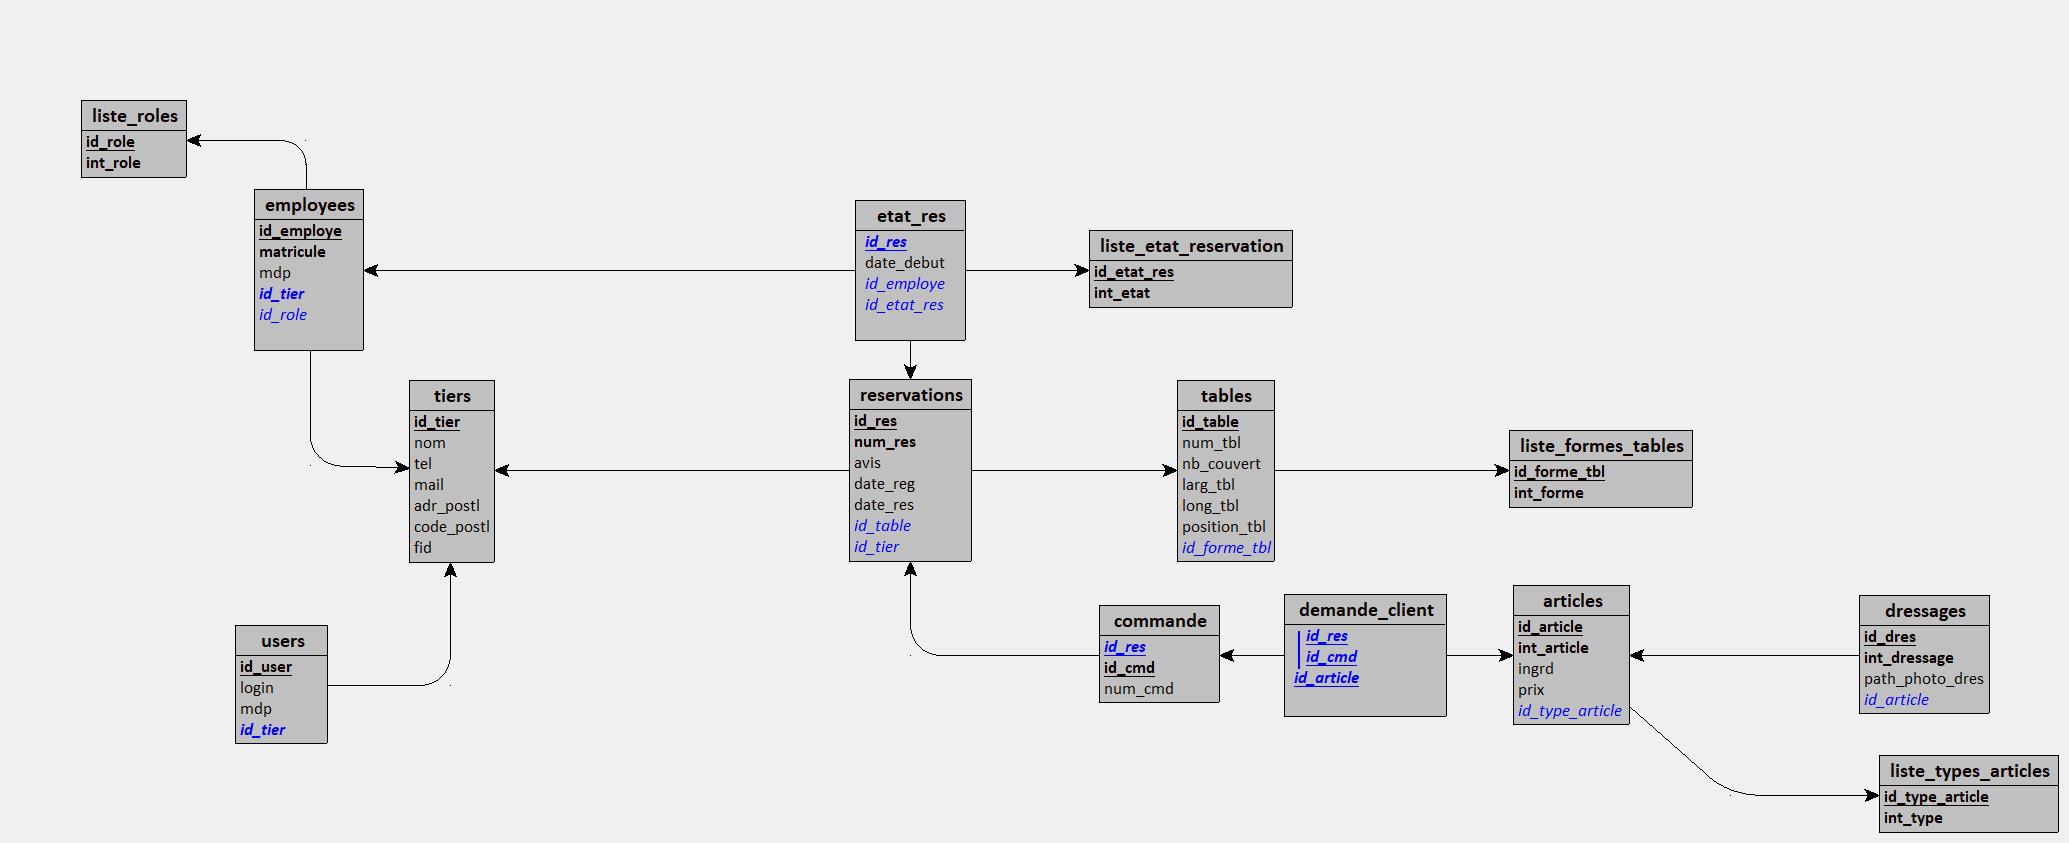 liste_roles
id_role
int_role
employees
id_employe
matricule
mdp
id_tier
id_role
etat_res
id_res
date_debut
id_employe
id_etat_res
liste_etat_reservation
id_etat_res
int_etat
tiers
id_tier
nom
tel
mail
adr_postl
code_postl
fid
reservations
id_res
num_res
avis
date_reg
date_res
id_table
id_tier
tables
id_table
num_tbl
nb_couvert
larg_tbl
long_tbl
position_tbl
id_forme_tbl
liste_formes_tables
id_forme_tbl
int_forme
users
id_user
login
mdp
id_tier
commande
id_res
id_cmd
num_cmd
demande_client
id_res
id_cmd
id_article
articles
id_article
int_article
ingrd
prix
id_type_article
dressages
id_dres
int_dressage
path_photo_dres
id_article
liste_types_articles
id_type_article
int_type